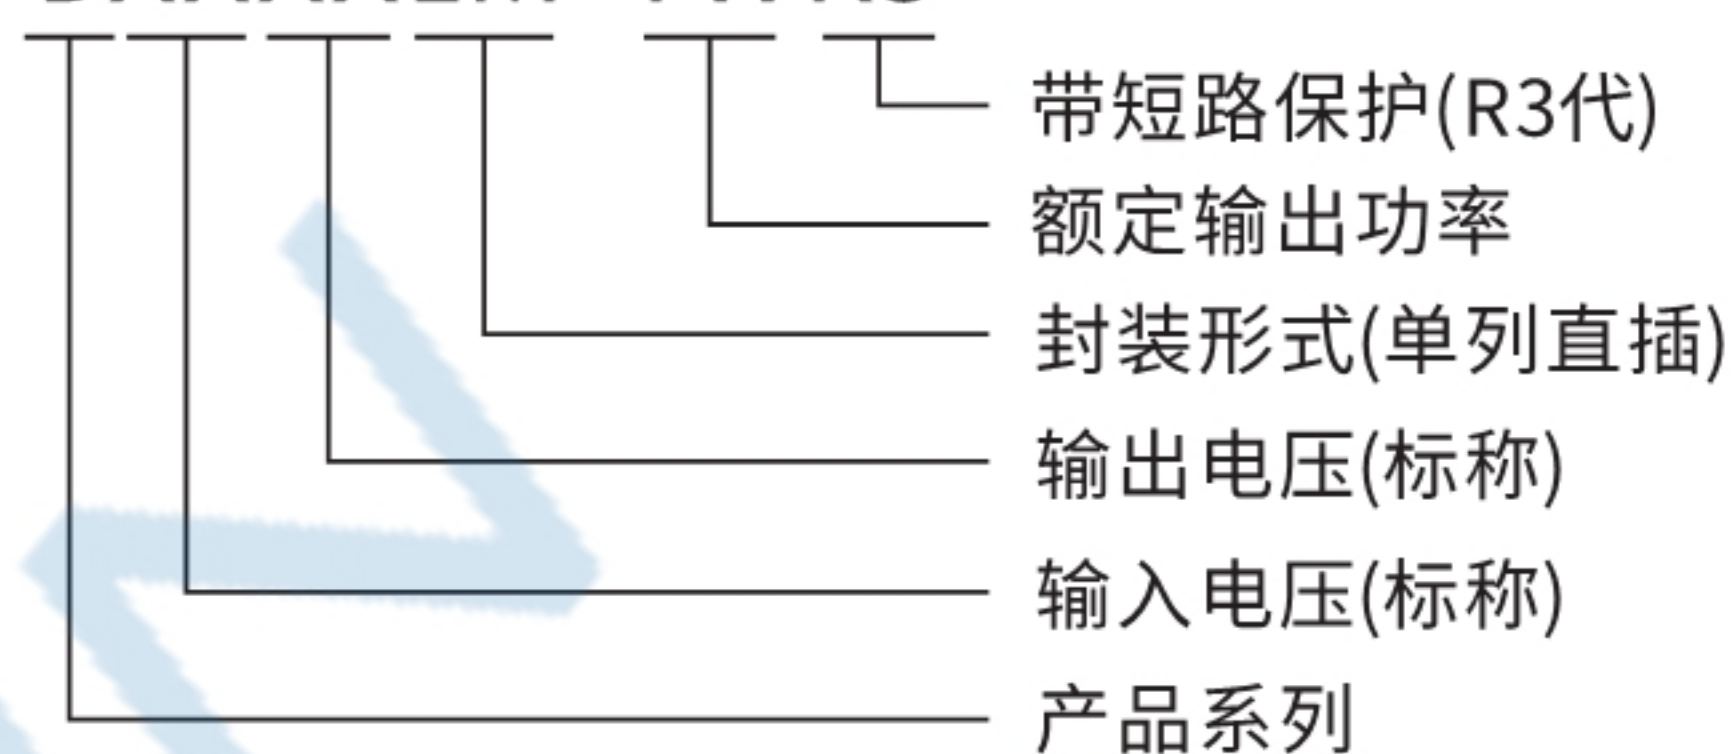 带短路保护(R3代)
额定输出功率
封装形式(单列直插)
输出电压(标称)
输入电压(标称)
产品系列